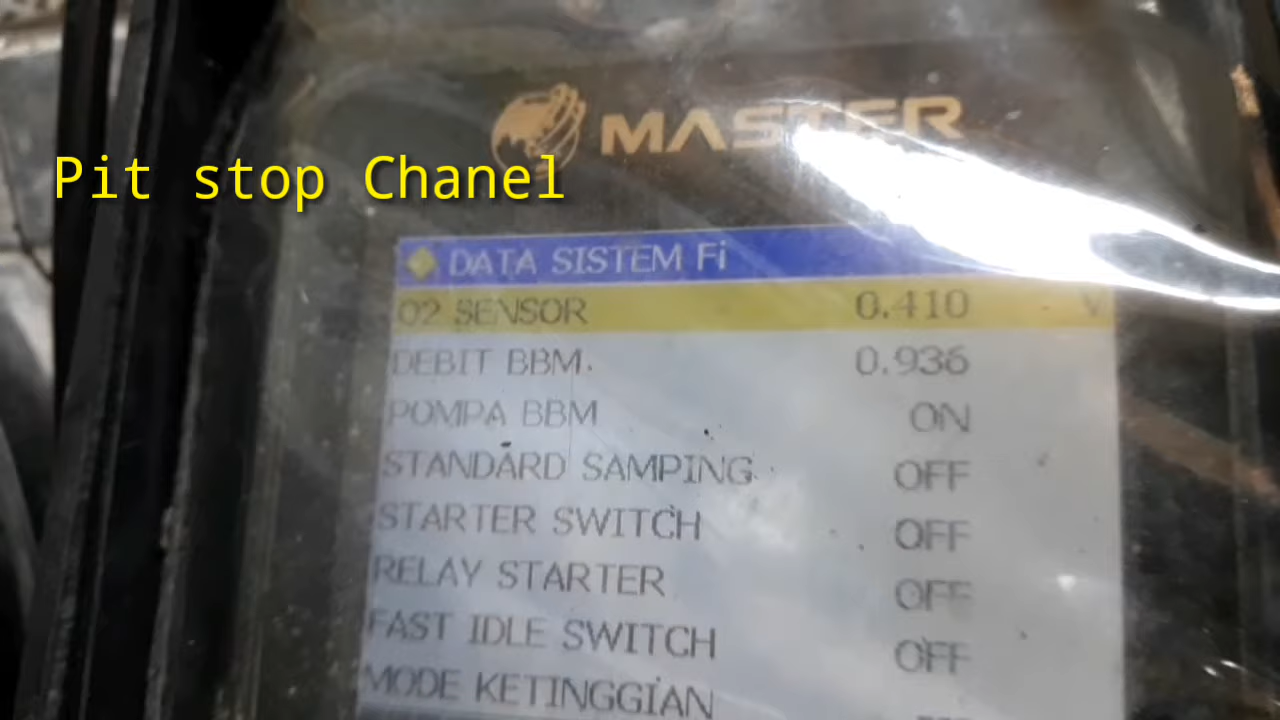 MASTER
Pit stop Chanel
DATA SISTEM Fi
O2 SENSOR 0.410 V
DEBIT BBM. 0.936
POMPA BBM ON
STANDARD SAMPING OFF
STARTER SWITCH OFF
RELAY STARTER OFF
FAST IDLE SWITCH OFF
MODE KETINGGIAN